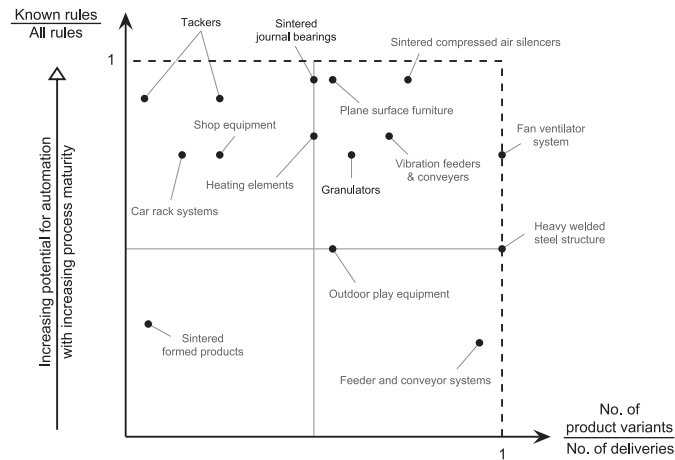 Known rules
All rules
Tackers
Sintered
journal bearings
Sintered compressed air silencers
1
Plane surface furniture
Shop equipment
Fan ventilator
system
Heating elements
Vibration feeders
& conveyers
Granulators
Car rack systems
Increasing potential for automation
with increasing process maturity
Heavy welded
steel structure
Outdoor play equipment
Sintered
formed products
Feeder and conveyor systems
No. of
product variants
No. of deliveries
1